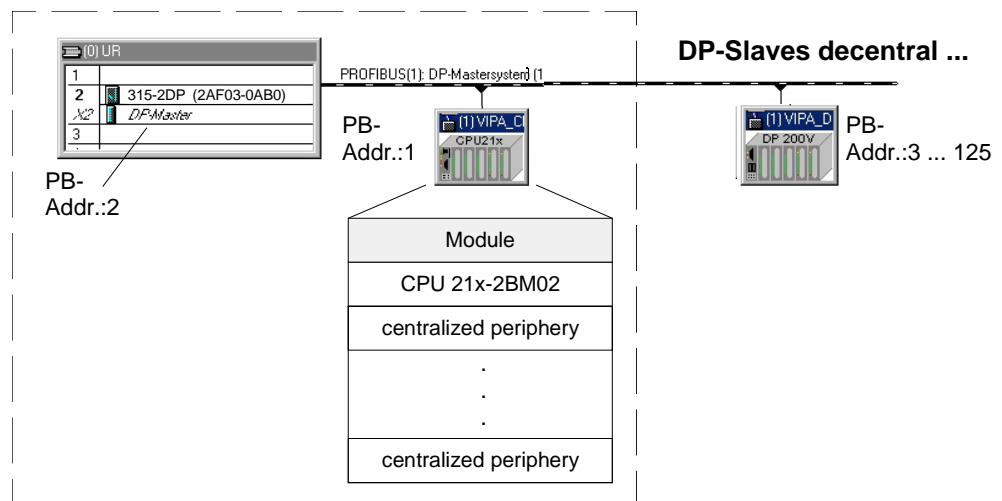 (0) UR
1
2 315-2DP (2AF03-0AB0)
X2 DP-Master
3
PB-
Addr.:2
PROFIBUS(1): DP-Mastersystem (1
DP-Slaves decentral ...
PB-
Addr.:1
(1) VIPA_C
CPU21x
(1) VIPA_D
DP 200V
PB-
Addr.:3 ... 125
Module
CPU 21x-2BM02
centralized periphery
.
.
.
centralized periphery